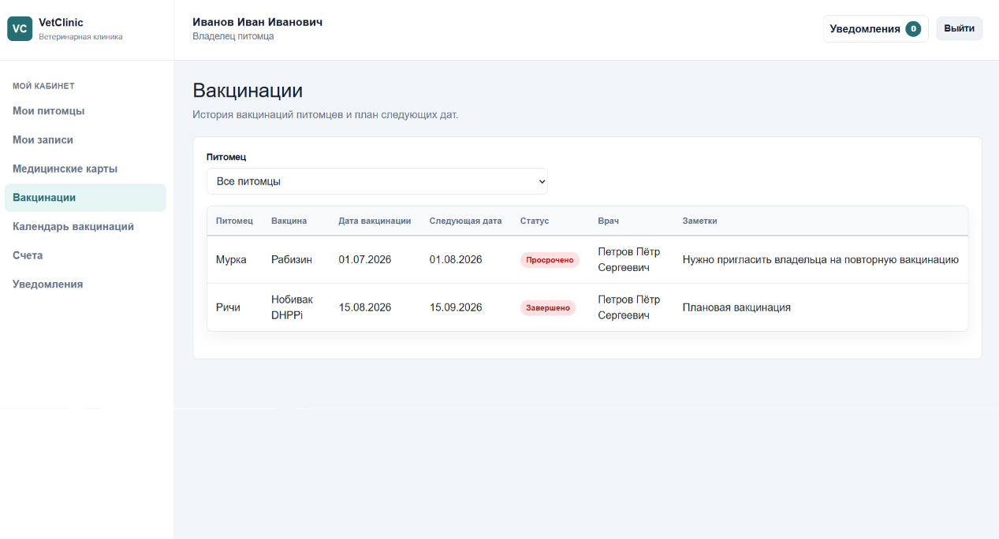 VC
VetClinic
Ветеринарная клиника
Иванов Иван Иванович
Владелец питомца
Уведомления 0
Выйти
МОЙ КАБИНЕТ
Мои питомцы
Мои записи
Медицинские карты
Вакцинации
Календарь вакцинаций
Счета
Уведомления
Вакцинации
История вакцинаций питомцев и план следующих дат.
Питомец
Все питомцы
Питомец Вакцина Дата вакцинации Следующая дата Статус Врач Заметки
Мурка Рабизин 01.07.2026 01.08.2026 Просрочено Петров Пётр Сергеевич Нужно пригласить владельца на повторную вакцинацию
Ричи Нобивак DHPPi 15.08.2026 15.09.2026 Завершено Петров Пётр Сергеевич Плановая вакцинация